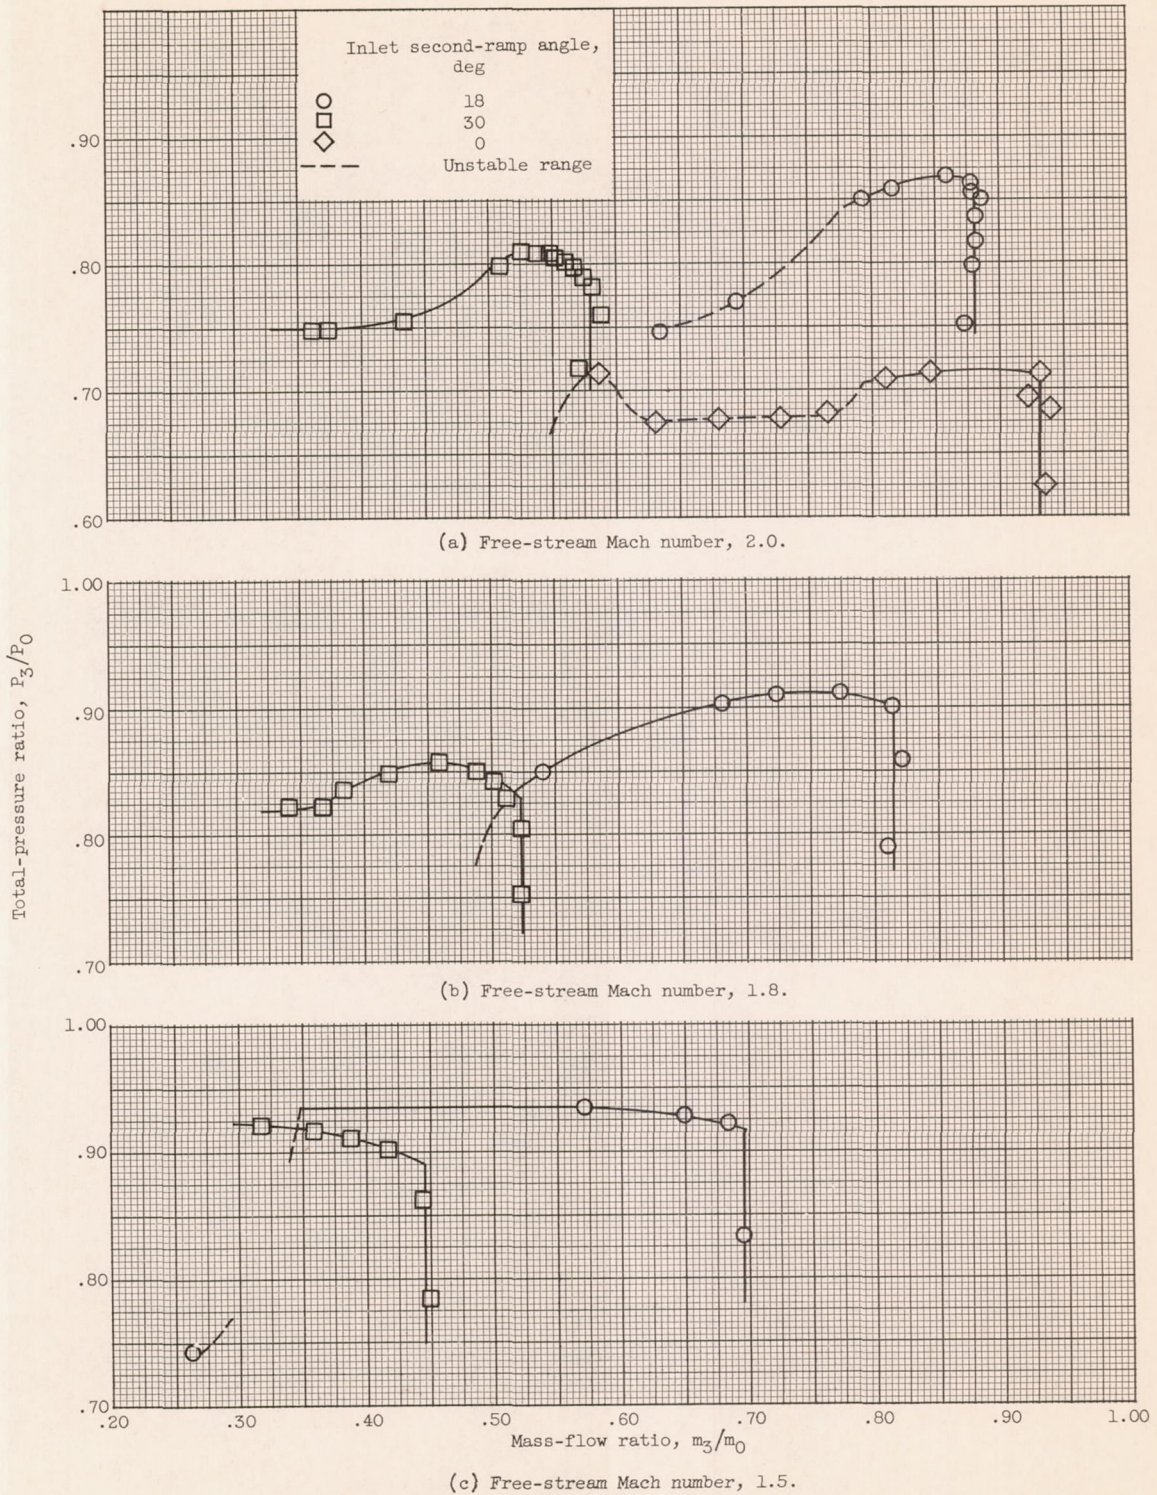 Inlet second-ramp angle,
deg
18
30
0
Unstable range
.90
.80
.70
.60
(a) Free-stream Mach number, 2.0.
1.00
.90
.80
.70
(b) Free-stream Mach number, 1.8.
Total-pressure ratio, P3/P0
1.00
.90
.80
.70
.20 .30 .40 .50 .60 .70 .80 .90 1.00
Mass-flow ratio, m3/m0
(c) Free-stream Mach number, 1.5.